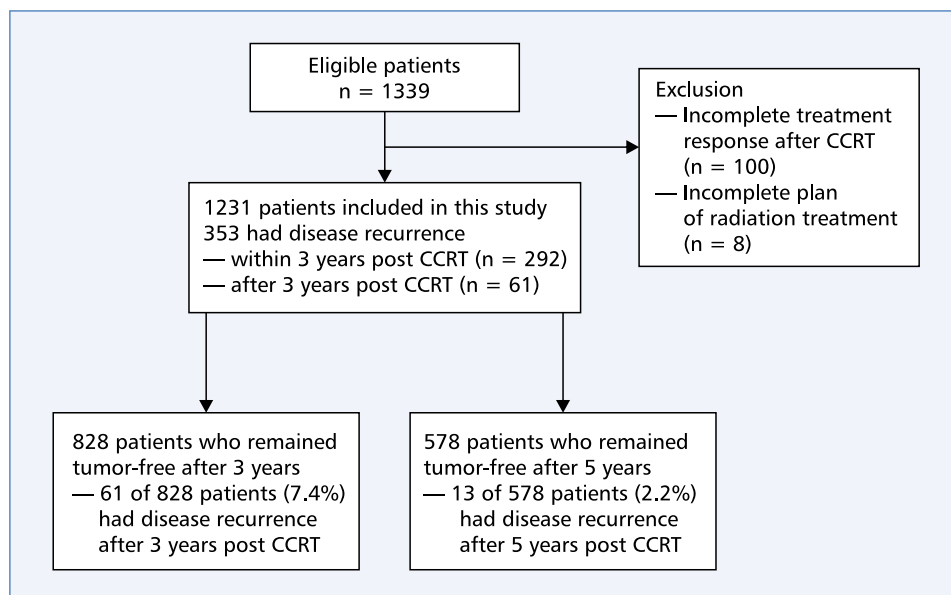 Eligible patients
n = 1339
Exclusion
— Incomplete treatment
response after CCRT
(n = 100)
— Incomplete plan
of radiation treatment
(n = 8)
1231 patients included in this study
353 had disease recurrence
— within 3 years post CCRT (n = 292)
— after 3 years post CCRT (n = 61)
828 patients who remained
tumor-free after 3 years
— 61 of 828 patients (7.4%)
had disease recurrence
after 3 years post CCRT
578 patients who remained
tumor-free after 5 years
— 13 of 578 patients (2.2%)
had disease recurrence
after 5 years post CCRT